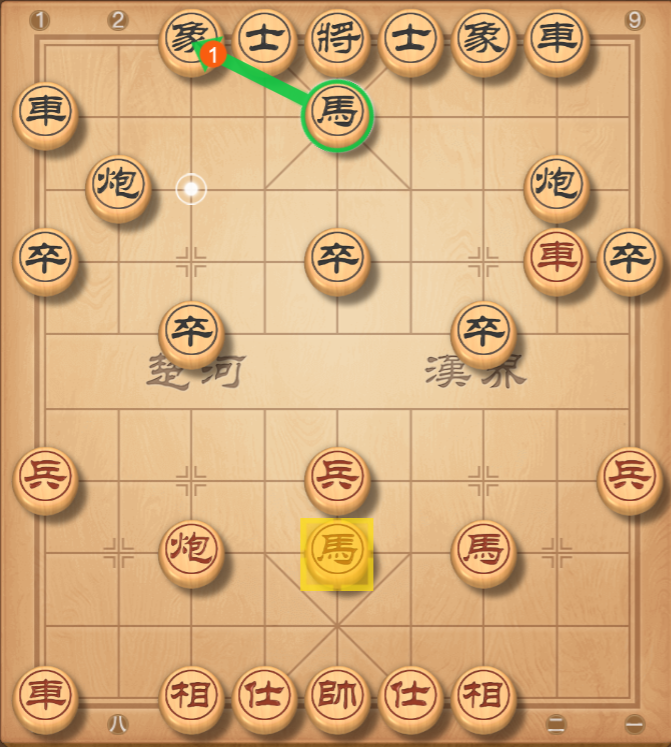 1 2 9
象 士 將 士 象 車
1
車 馬
炮 炮
卒 卒 車 卒
卒 卒
楚河 漢界
兵 兵 兵
炮 馬 馬
車 相 仕 帥 仕 相
八 二 一